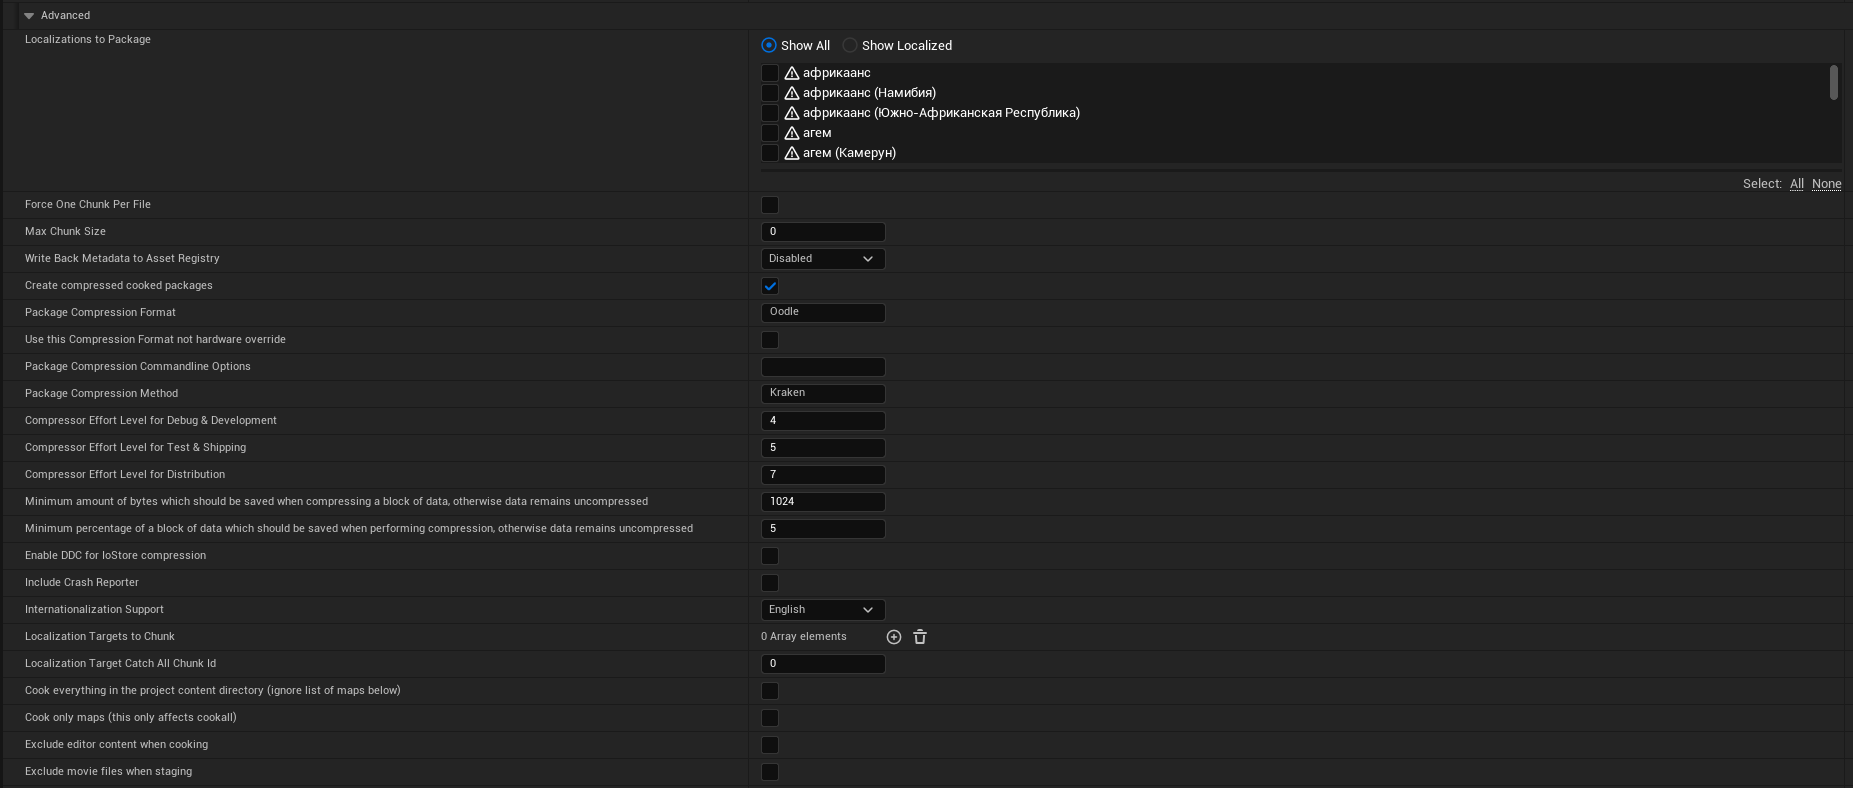 Advanced
Localizations to Package
Show All Show Localized
африкаанс
африкаанс (Намибия)
африкаанс (Южно-Африканская Республика)
агем
агем (Камерун)
Select: All None
Force One Chunk Per File
Max Chunk Size 0
Write Back Metadata to Asset Registry Disabled
Create compressed cooked packages
Package Compression Format Oodle
Use this Compression Format not hardware override
Package Compression Commandline Options
Package Compression Method Kraken
Compressor Effort Level for Debug & Development 4
Compressor Effort Level for Test & Shipping 5
Compressor Effort Level for Distribution 7
Minimum amount of bytes which should be saved when compressing a block of data, otherwise data remains uncompressed 1024
Minimum percentage of a block of data which should be saved when performing compression, otherwise data remains uncompressed 5
Enable DDC for IoStore compression
Include Crash Reporter
Internationalization Support English
Localization Targets to Chunk 0 Array elements
Localization Target Catch All Chunk Id 0
Cook everything in the project content directory (ignore list of maps below)
Cook only maps (this only affects cookall)
Exclude editor content when cooking
Exclude movie files when staging